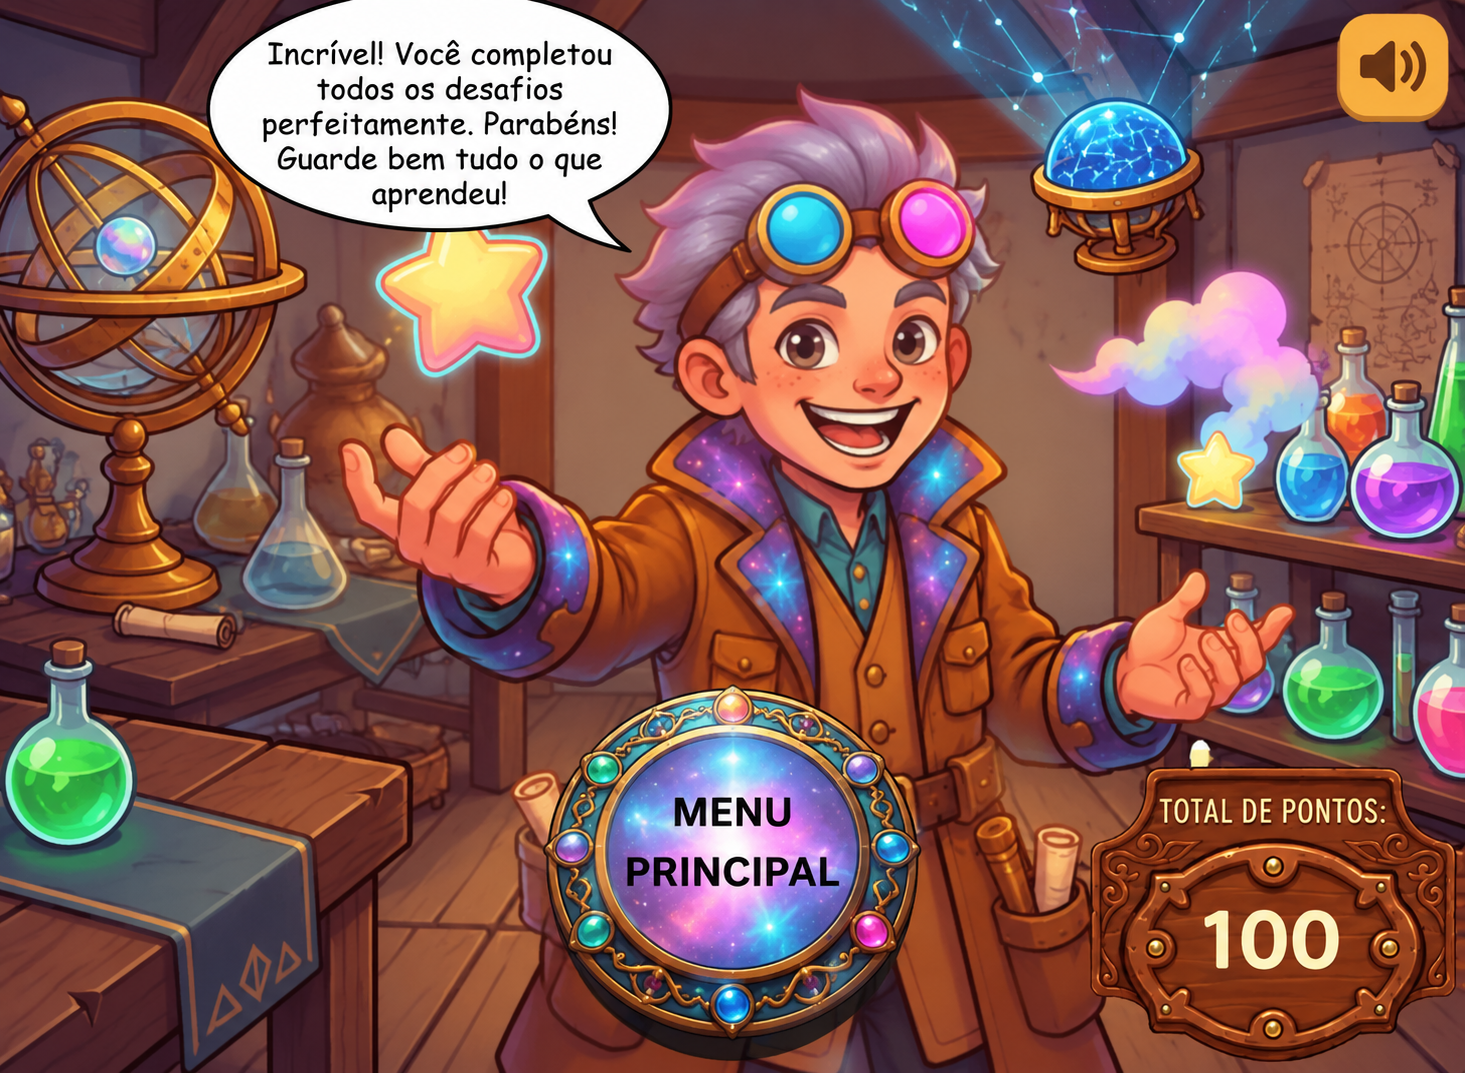 Incrível! Você completou
todos os desafios
perfeitamente. Parabéns!
Guarde bem tudo o que
aprendeu!
MENU
PRINCIPAL
TOTAL DE PONTOS:
100